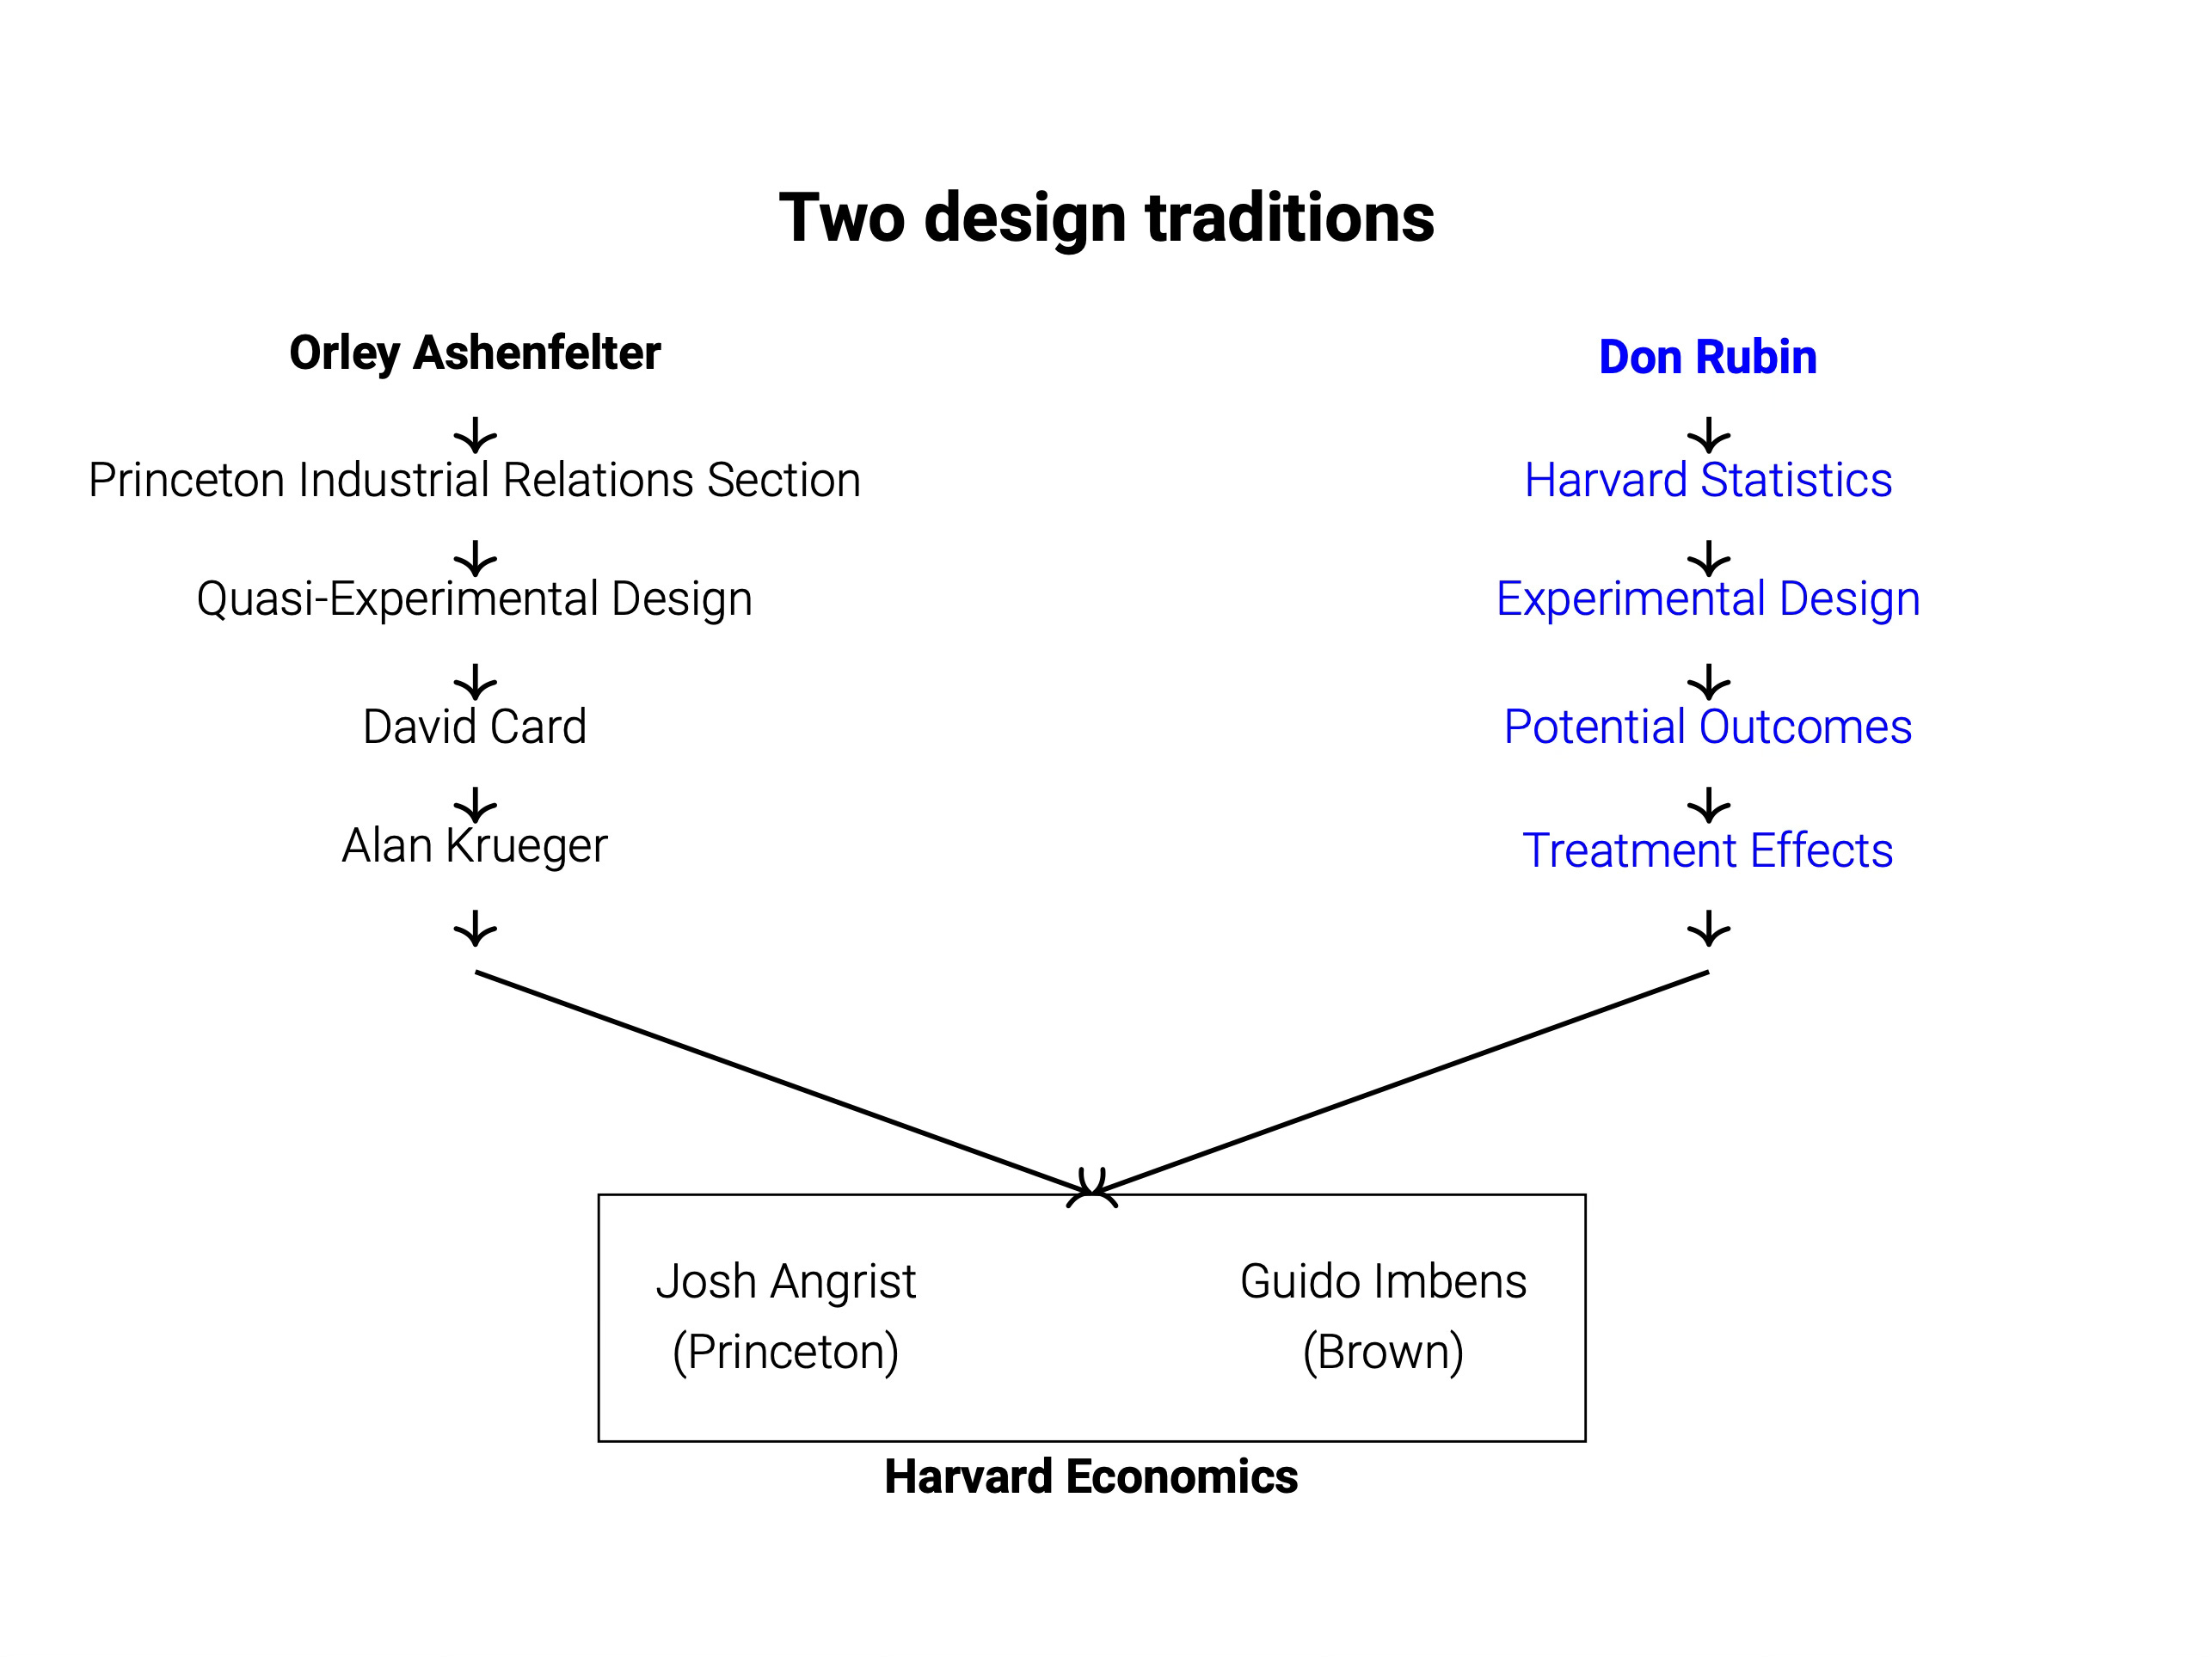 Two design traditions
Orley Ashenfelter
Princeton Industrial Relations Section
Quasi-Experimental Design
David Card
Alan Krueger
Don Rubin
Harvard Statistics
Experimental Design
Potential Outcomes
Treatment Effects
Josh Angrist
(Princeton)
Guido Imbens
(Brown)
Harvard Economics